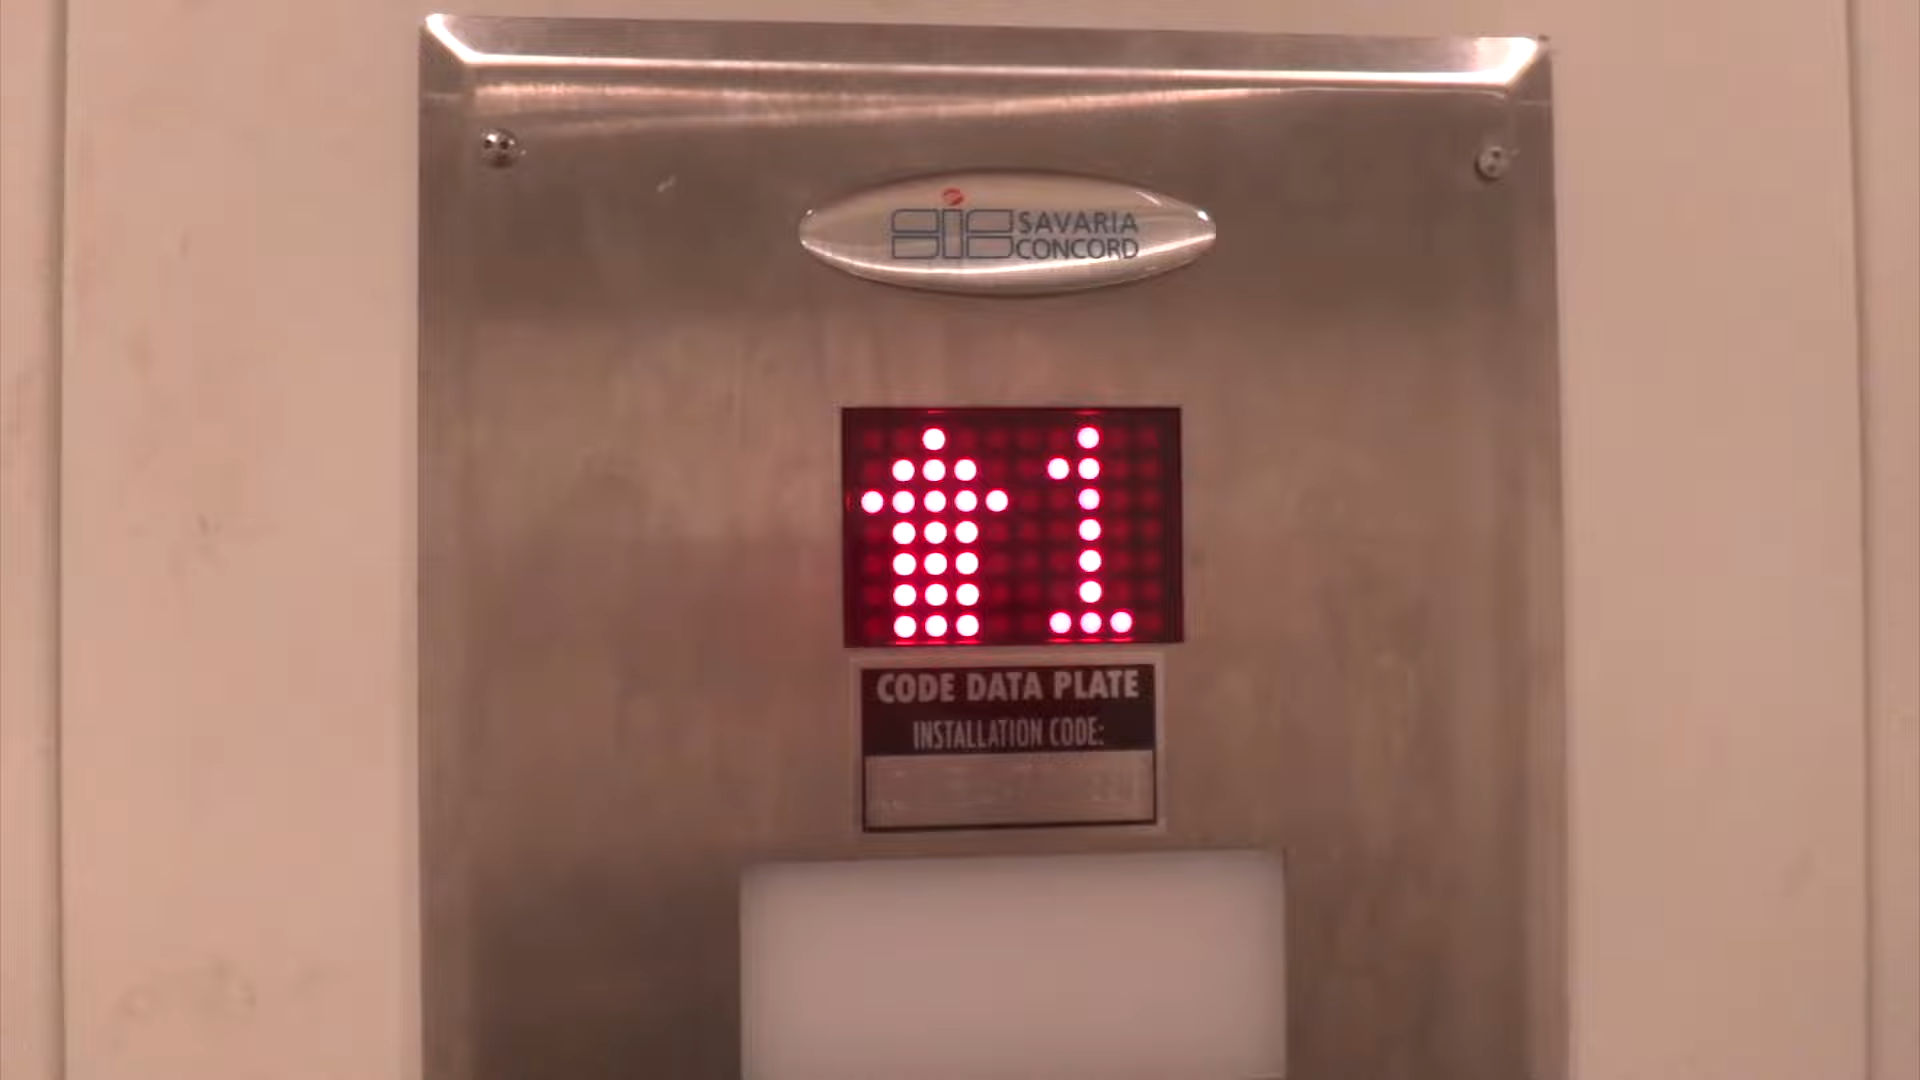 SAVARIA
CONCORD
1
CODE DATA PLATE
INSTALLATION CODE: